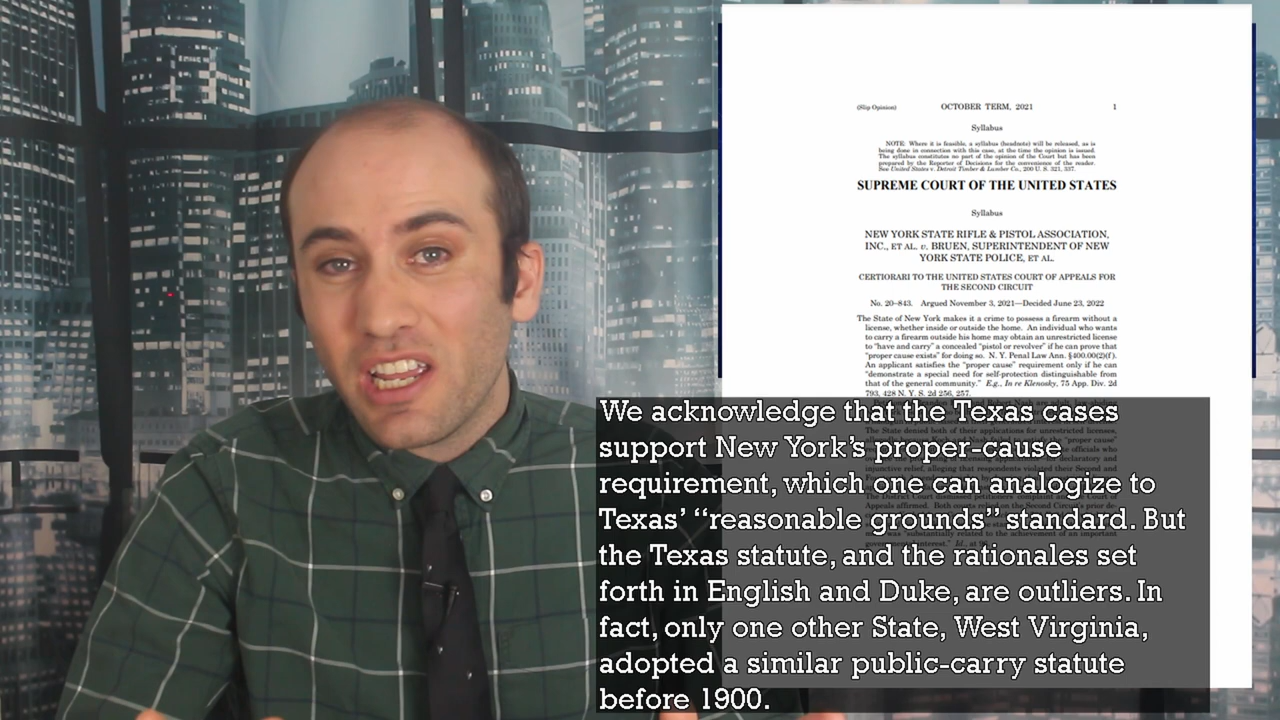 (Slip Opinion) OCTOBER TERM, 2021 1
Syllabus
NOTE: Where it is feasible, a syllabus (headnote) will be released, as is
being done in connection with this case, at the time the opinion is issued.
The syllabus constitutes no part of the opinion of the Court but has been
prepared by the Reporter of Decisions for the convenience of the reader.
See United States v. Detroit Timber & Lumber Co., 200 U. S. 321, 337.
SUPREME COURT OF THE UNITED STATES
Syllabus
NEW YORK STATE RIFLE & PISTOL ASSOCIATION,
INC., ET AL. v. BRUEN, SUPERINTENDENT OF NEW
YORK STATE POLICE, ET AL.
CERTIORARI TO THE UNITED STATES COURT OF APPEALS FOR
THE SECOND CIRCUIT
No. 20–843. Argued November 3, 2021—Decided June 23, 2022
The State of New York makes it a crime to possess a firearm without a
license, whether inside or outside the home. An individual who wants
to carry a firearm outside his home may obtain an unrestricted license
to “have and carry” a concealed “pistol or revolver” if he can prove that
“proper cause exists” for doing so. N. Y. Penal Law Ann. §400.00(2)(f).
An applicant satisfies the “proper cause” requirement only if he can
“demonstrate a special need for self-protection distinguishable from
that of the general community.” E.g., In re Klenosky, 75 App. Div. 2d
793, 428 N. Y. S. 2d 256, 257.
We acknowledge that the Texas cases
support New York’s proper-cause
requirement, which one can analogize to
Texas’ “reasonable grounds” standard. But
the Texas statute, and the rationales set
forth in English and Duke, are outliers. In
fact, only one other State, West Virginia,
adopted a similar public-carry statute
before 1900.